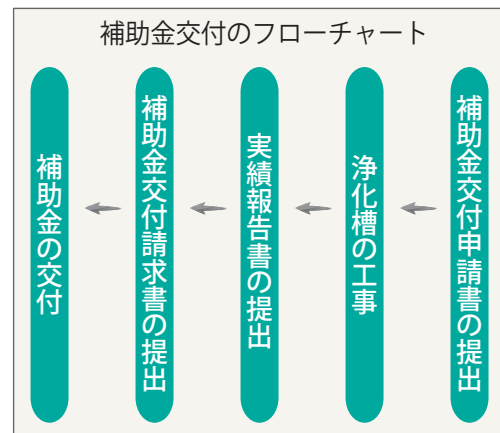 補助金交付のフローチャート
補助金交付申請書の提出
浄化槽の工事
実績報告書の提出
補助金交付請求書の提出
補助金の交付